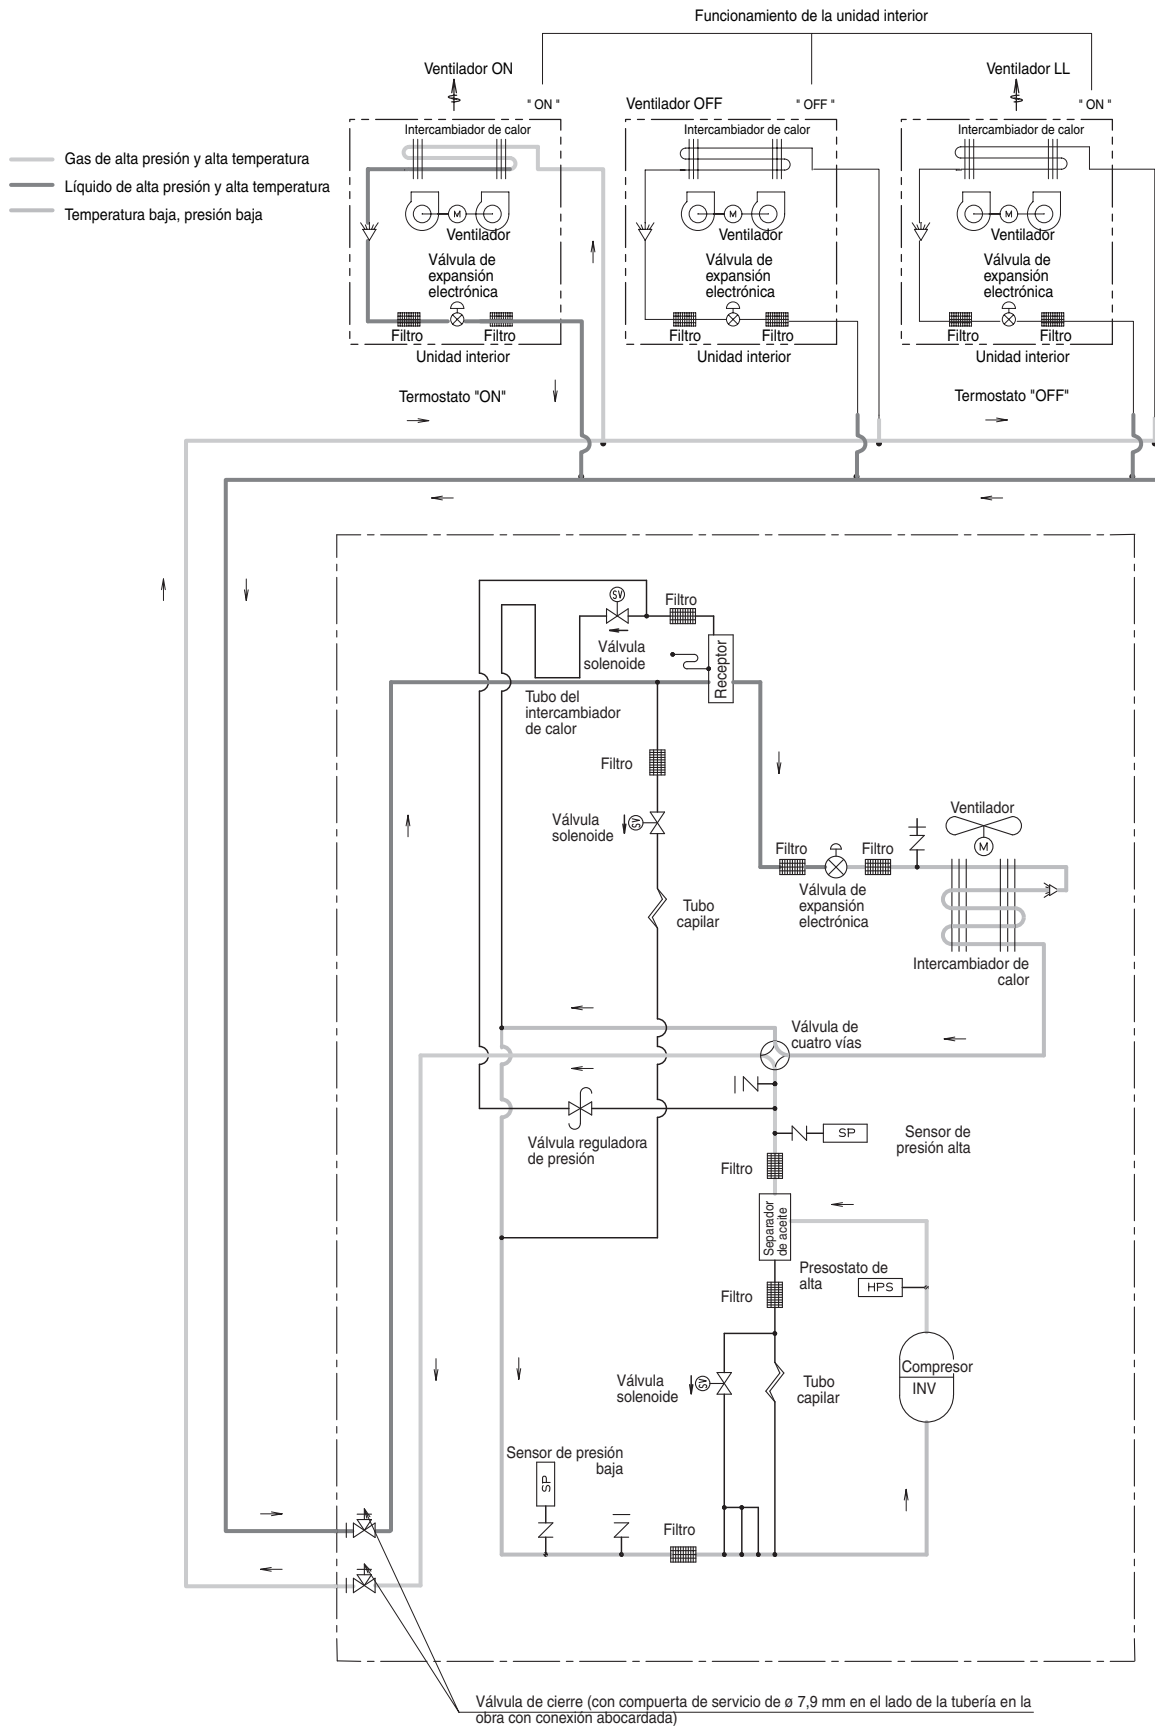 Funcionamiento de la unidad interior
Ventilador ON
" ON "
Ventilador OFF
" OFF "
Ventilador LL
" ON "
Gas de alta presión y alta temperatura
Líquido de alta presión y alta temperatura
Temperatura baja, presión baja
Intercambiador de calor
M
Ventilador
Válvula de
expansión
electrónica
Filtro
Filtro
Unidad interior
Intercambiador de calor
M
Ventilador
Válvula de
expansión
electrónica
Filtro
Filtro
Unidad interior
Intercambiador de calor
M
Ventilador
Válvula de
expansión
electrónica
Filtro
Filtro
Unidad interior
Termostato "ON"
Termostato "OFF"
SV
Filtro
Válvula
solenoide
Receptor
Tubo del
intercambiador
de calor
Filtro
Válvula
solenoide
SV
Tubo
capilar
Ventilador
M
Filtro
Filtro
Válvula de
expansión
electrónica
Intercambiador de
calor
Válvula de
cuatro vías
Válvula reguladora
de presión
SP
Sensor de
presión alta
Filtro
Separador
de aceite
Presostato de
alta
HPS
Filtro
Compresor
INV
Válvula
solenoide
SV
Tubo
capilar
Sensor de presión
baja
SP
Filtro
Válvula de cierre (con compuerta de servicio de ø 7,9 mm en el lado de la tubería en la
obra con conexión abocardada)